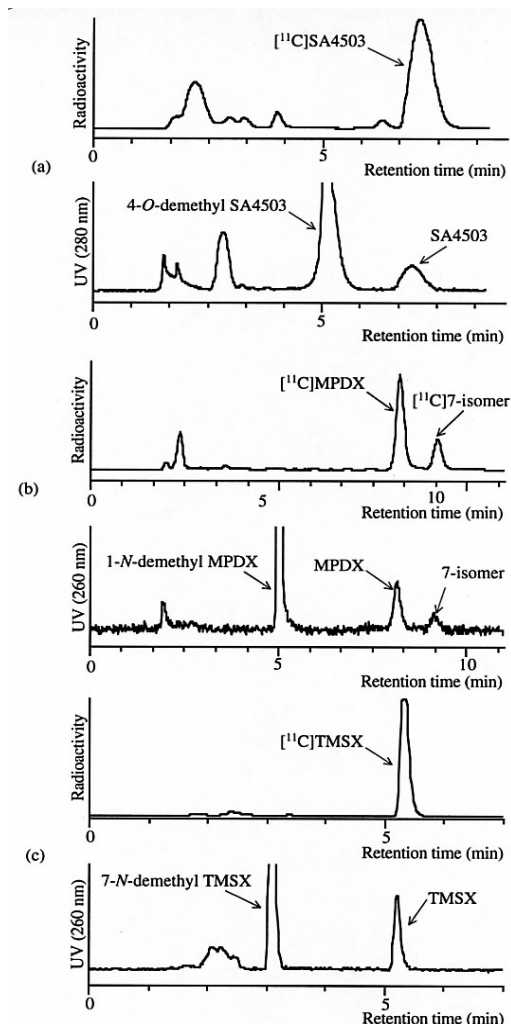 Radioactivity
[¹¹C]SA4503
0
5
Retention time (min)
(a)
UV (280 nm)
4-O-demethyl SA4503
SA4503
0
5
Retention time (min)
Radioactivity
[¹¹C]MPDX
[¹¹C]7-isomer
0
5
10
Retention time (min)
(b)
UV (260 nm)
1-N-demethyl MPDX
MPDX
7-isomer
0
5
10
Retention time (min)
Radioactivity
[¹¹C]TMSX
0
5
Retention time (min)
(c)
UV (260 nm)
7-N-demethyl TMSX
TMSX
0
5
Retention time (min)